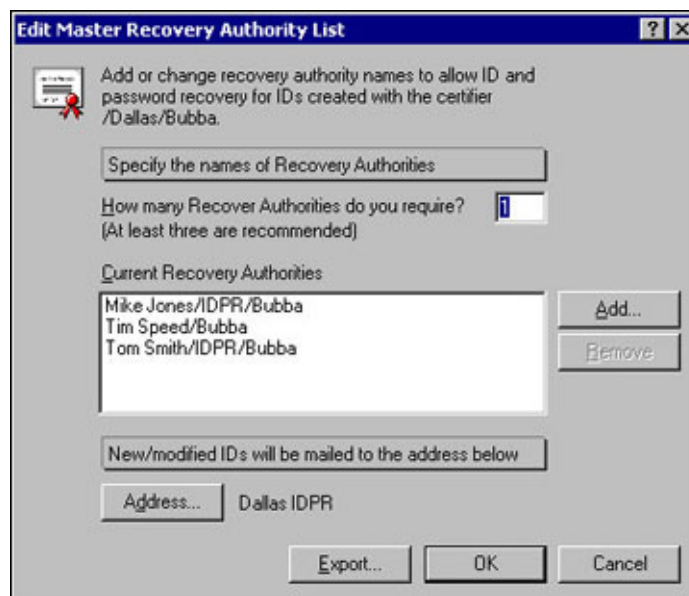 Edit Master Recovery Authority List
Add or change recovery authority names to allow ID and
password recovery for IDs created with the certifier
/Dallas/Bubba.
Specify the names of Recovery Authorities
How many Recover Authorities do you require? 1
(At least three are recommended)
Current Recovery Authorities
Mike Jones/IDPR/Bubba
Tim Speed/Bubba
Tom Smith/IDPR/Bubba
Add...
Remove
New/modified IDs will be mailed to the address below
Address... Dallas IDPR
Export... OK Cancel